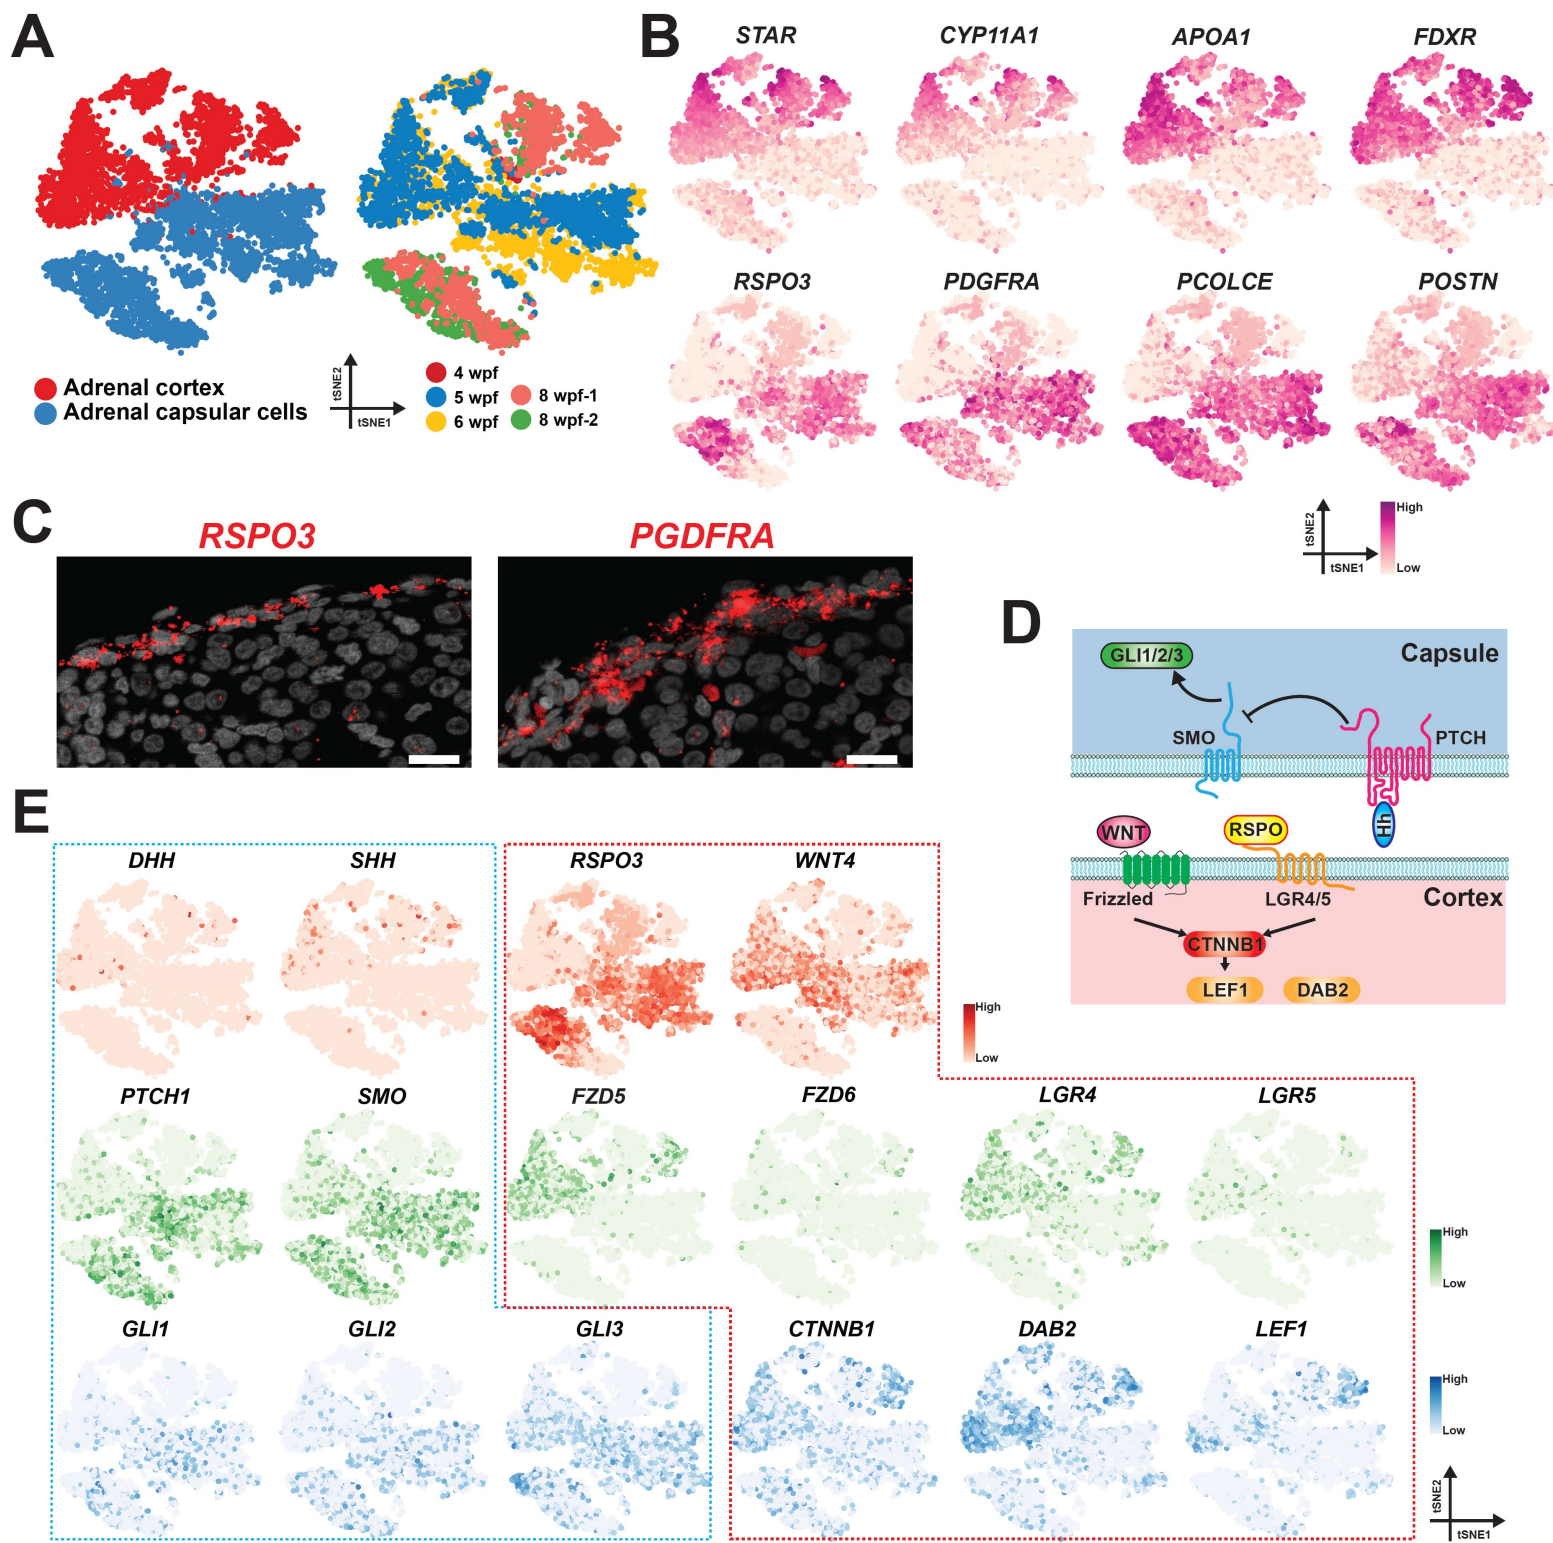 A
Adrenal cortex
Adrenal capsular cells
tSNE2
tSNE1
4 wpf
5 wpf
6 wpf
8 wpf-1
8 wpf-2
B
STAR
CYP11A1
APOA1
FDXR
RSPO3
PDGFRA
PCOLCE
POSTN
tSNE2
tSNE1
High
Low
C
RSPO3
PGDFRA
D
Capsule
GLI1/2/3
SMO
PTCH
Hh
WNT
RSPO
Frizzled
LGR4/5
Cortex
CTNNB1
LEF1
DAB2
E
DHH
SHH
RSPO3
WNT4
High
Low
PTCH1
SMO
FZD5
FZD6
LGR4
LGR5
High
Low
GLI1
GLI2
GLI3
CTNNB1
DAB2
LEF1
High
Low
tSNE2
tSNE1